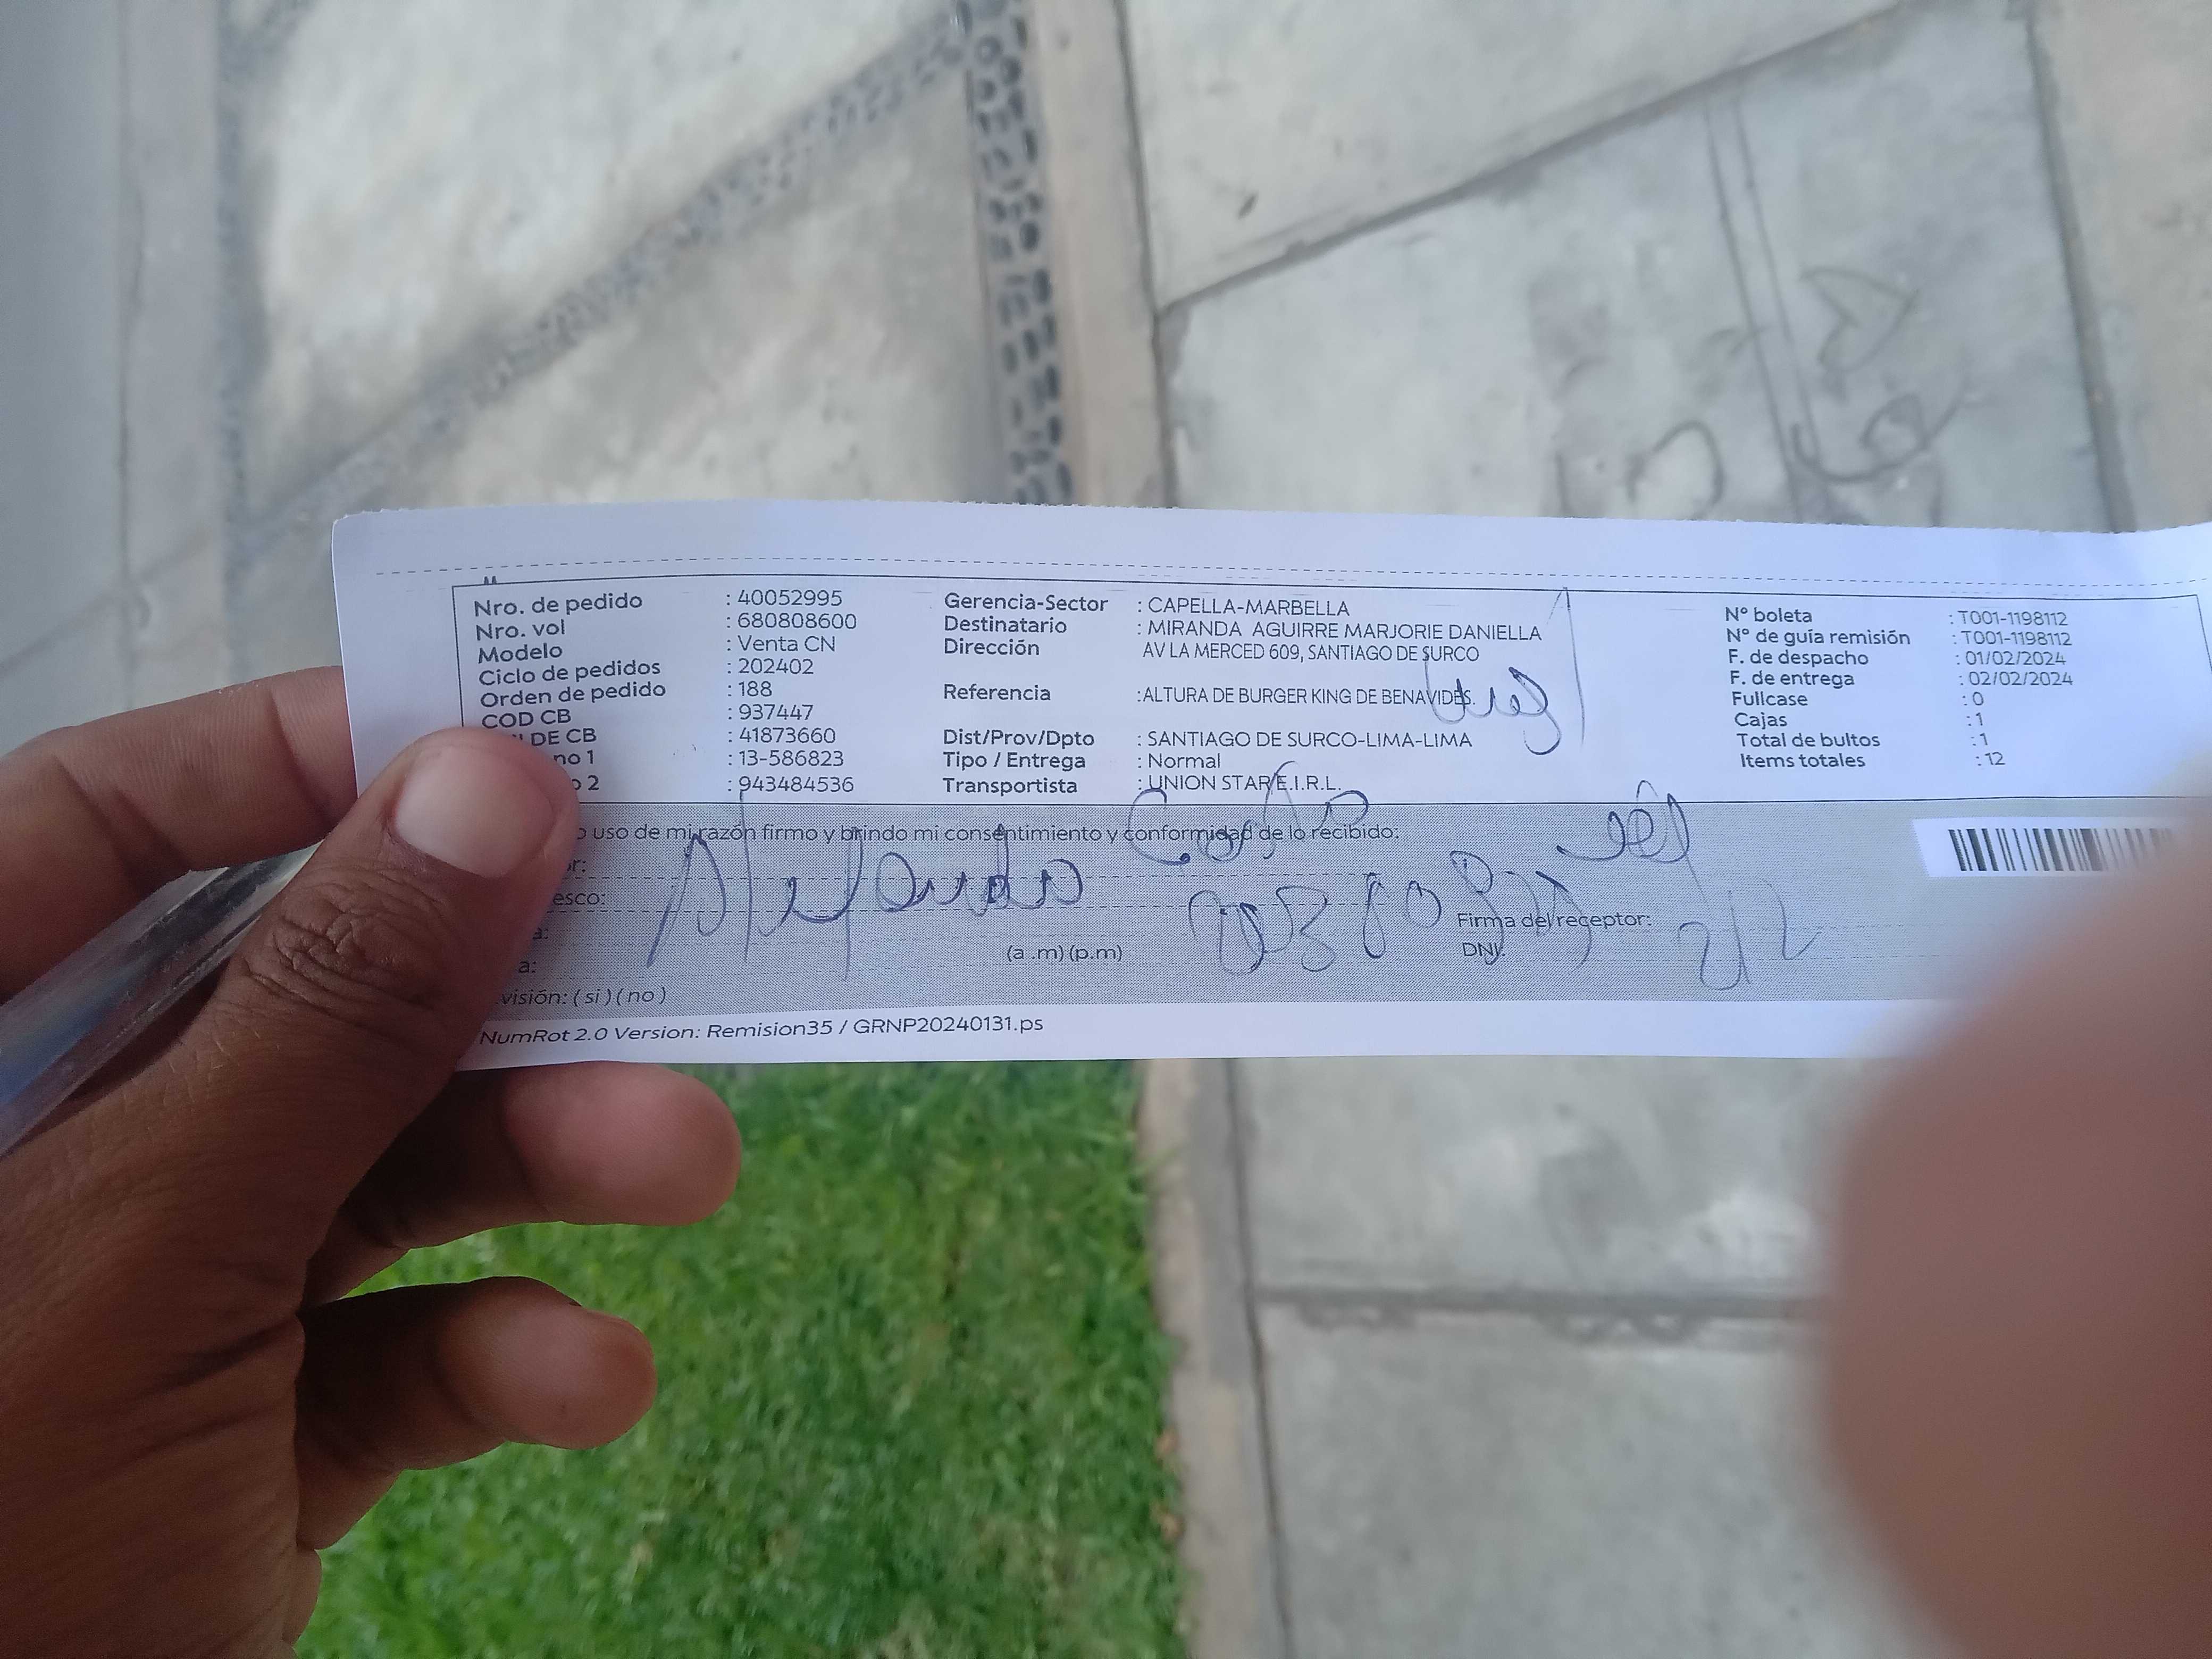 Nro. de pedido : 40052995
Nro. vol : 680808600
Modelo : Venta CN
Ciclo de pedidos : 202402
Orden de pedido : 188
COD CB : 937447
DE CB : 41873660
no 1 : 13-586823
o 2 : 943484536
Gerencia-Sector : CAPELLA-MARBELLA
Destinatario : MIRANDA AGUIRRE MARJORIE DANIELLA
Dirección AV LA MERCED 609, SANTIAGO DE SURCO
Referencia :ALTURA DE BURGER KING DE BENAVIDES.
Dist/Prov/Dpto : SANTIAGO DE SURCO-LIMA-LIMA
Tipo / Entrega : Normal
Transportista : UNION STAR E.I.R.L.
N° boleta : T001-1198112
N° de guía remisión : T001-1198112
F. de despacho : 01/02/2024
F. de entrega : 02/02/2024
Fullcase : 0
Cajas : 1
Total de bultos : 1
Items totales : 12
o uso de mi razón firmo y brindo mi consentimiento y conformidad de lo recibido:
or:
esco:
a:
Firma del receptor:
a: (a .m) (p.m)
DNI:
visión: ( si ) ( no )
NumRot 2.0 Version: Remision35 / GRNP20240131.ps